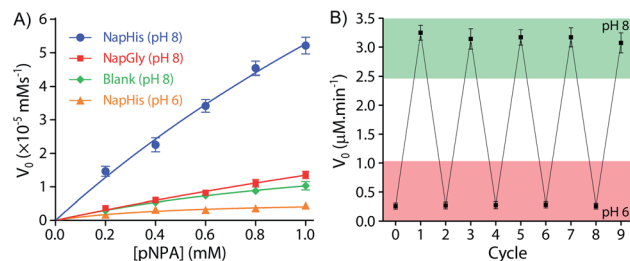 A)
NapHis (pH 8)
NapGly (pH 8)
Blank (pH 8)
NapHis (pH 6)
V₀ (×10⁻⁵ mMs⁻¹)
6
5
4
3
2
1
0
0.0 0.2 0.4 0.6 0.8 1.0
[pNPA] (mM)
B)
pH 8
V₀ (μM.min⁻¹)
3.5
3.0
2.5
2.0
1.5
1.0
0.5
0.0
pH 6
0 1 2 3 4 5 6 7 8 9
Cycle